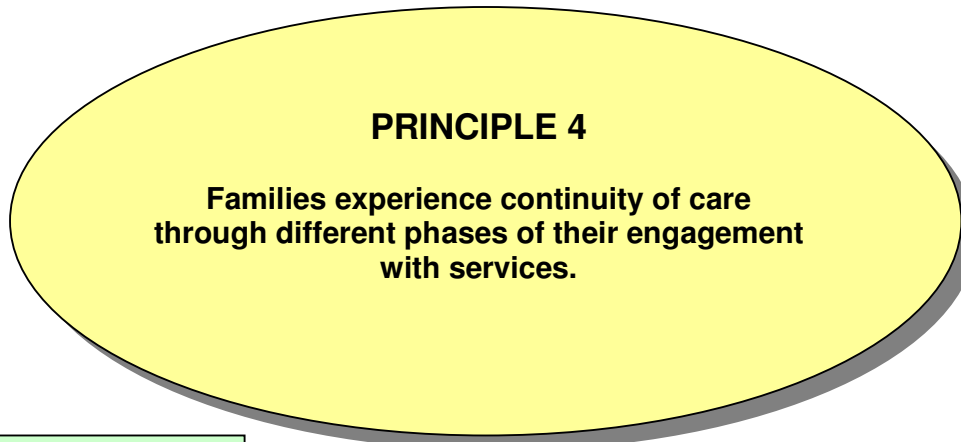 PRINCIPLE 4
Families experience continuity of care
through different phases of their engagement
with services.